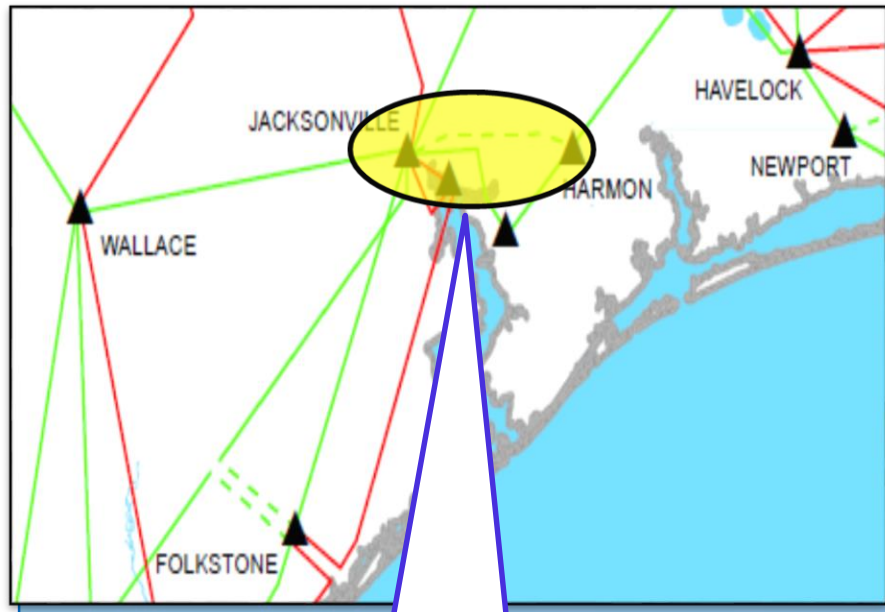 HAVELOCK
JACKSONVILLE
NEWPORT
HARMON
WALLACE
FOLKSTONE